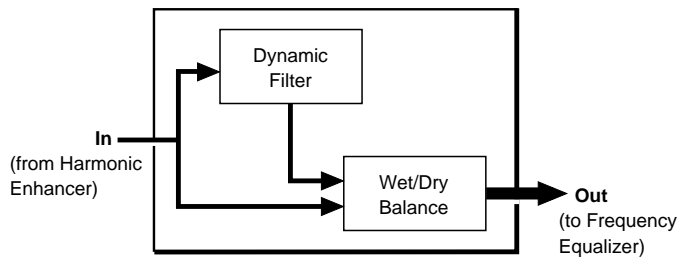 Dynamic
Filter
In
(from Harmonic
Enhancer)
Wet/Dry
Balance
Out
(to Frequency
Equalizer)